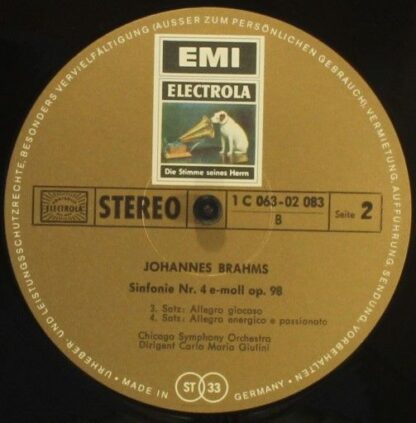 URHEBER- UND LEISTUNGSSCHUTZRECHTE, BESONDERS VERVIELFÄLTIGUNG (AUSSER ZUM PERSÖNLICHEN GEBRAUCH), VERMIETUNG, AUFFÜHRUNG, SENDUNG, VORBEHALTEN
EMI
ELECTROLA
Die Stimme seines Herrn
ELECTROLA
STEREO
1 C 063-02 083
B
Seite 2
JOHANNES BRAHMS
Sinfonie Nr. 4 e-moll op. 98
3. Satz: Allegro giocoso
4. Satz: Allegro energico e passionato
Chicago Symphony Orchestra
Dirigent Carlo Maria Giulini
• MADE IN
ST 33
GERMANY •